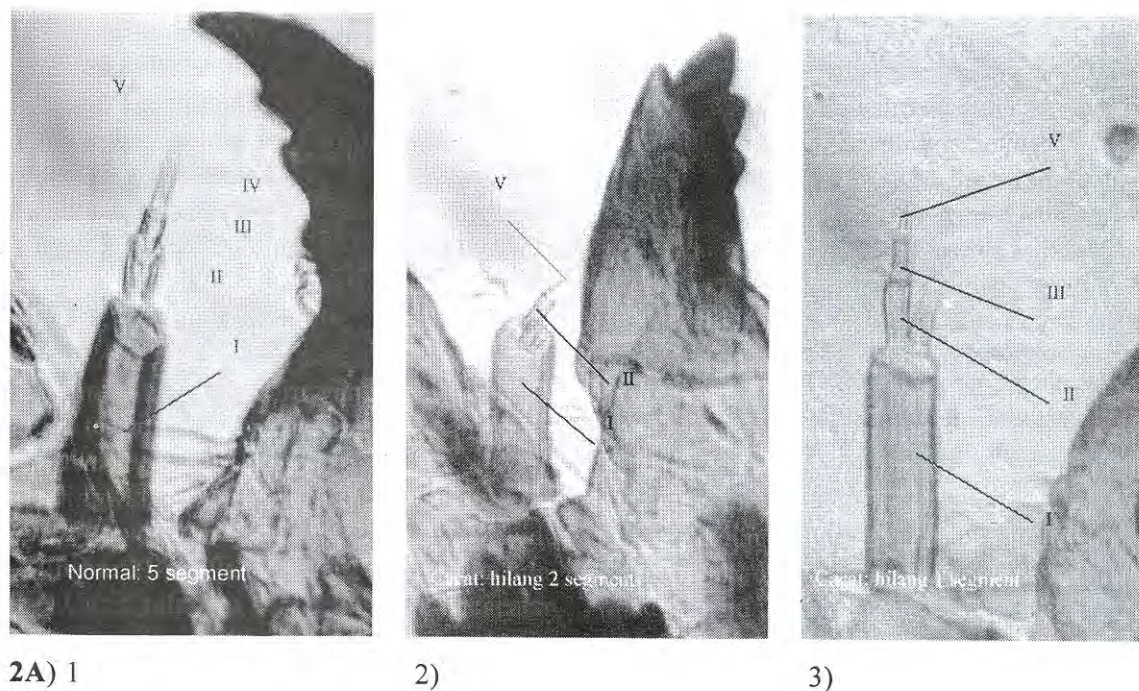 V
IV
III
II
I
Normal: 5 segment
V
II
I
Cacat: hilang 2 segment
V
III
II
I
Cacat: hilang 1 segment
2A) 1
2)
3)